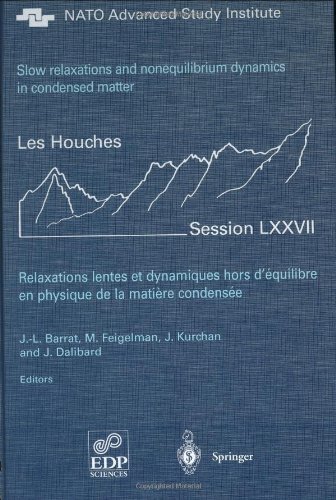 NATO Advanced Study Institute
Slow relaxations and nonequilibrium dynamics
in condensed matter
Les Houches
Session LXXVII
Relaxations lentes et dynamiques hors d'équilibre
en physique de la matière condensée
J.-L. Barrat, M. Feigelman, J. Kurchan
and J. Dalibard
Editors
EDP
SCIENCES
Springer